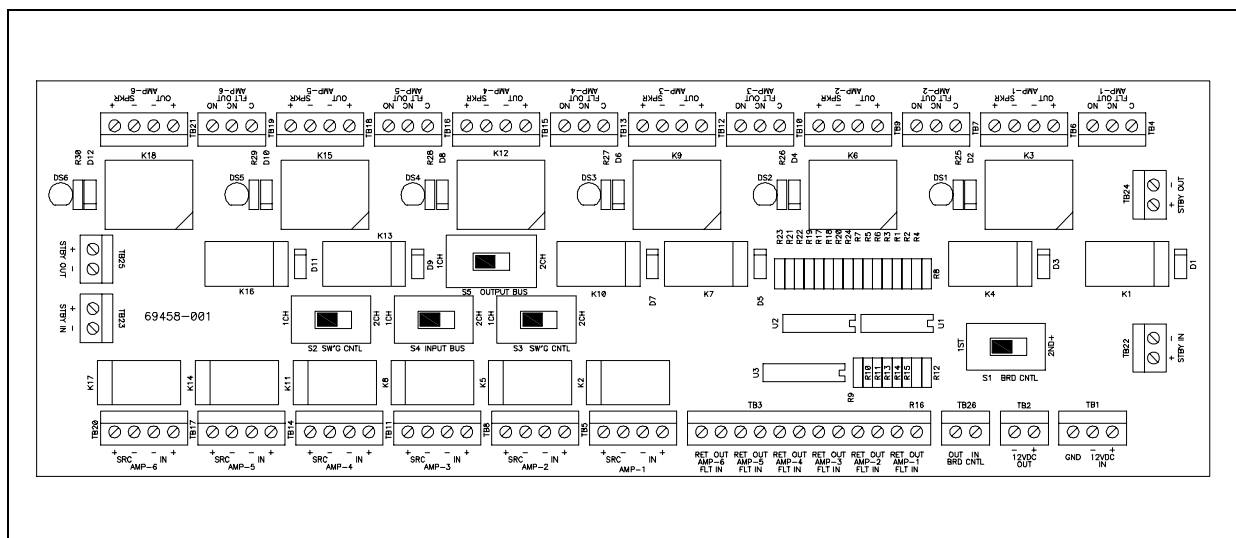 + - - +
SPKR OUT
AMP-6
NO NC C
FLT OUT
AMP-6
+ - - +
SPKR OUT
AMP-5
NO NC C
FLT OUT
AMP-5
+ - - +
SPKR OUT
AMP-4
NO NC C
FLT OUT
AMP-4
+ - - +
SPKR OUT
AMP-3
NO NC C
FLT OUT
AMP-3
+ - - +
SPKR OUT
AMP-2
NO NC C
FLT OUT
AMP-2
+ - - +
SPKR OUT
AMP-1
NO NC C
FLT OUT
AMP-1
TB21 TB19 TB18 TB16 TB15 TB13 TB12 TB10 TB9 TB7 TB6 TB4
R30 D12 K18 R29 D10 K15 R28 D8 K12 R27 D6 K9 R26 D4 K6 R25 D2 K3
DS6 DS5 DS4 DS3 DS2 DS1
TB24
- +
STBY OUT
R23 R21 R22 R19 R17 R18 R20 R24 R7 R5 R6 R3 R1 R2 R4
R8
STBY OUT
+ -
TB25
K16 D11 K13 D9
1CH 2CH
S5 OUTPUT BUS
K10 D7 K7 D5 K4 D3 K1 D1
STBY IN
+ -
TB23
69458-001
1CH 2CH
S2 SW'G CNTL
1CH 2CH
S4 INPUT BUS
1CH 2CH
S3 SW'G CNTL
U2 U1
1ST 2ND+
S1 BRD CNTL
TB22
- +
STBY IN
K17 K14 K11 K8 K5 K2
U3
R9 R10 R11 R13 R14 R15 R12
TB20 TB17 TB14 TB11 TB8 TB5 TB3 R16 TB26 TB2 TB1
+ - - +
SRC IN
AMP-6
+ - - +
SRC IN
AMP-5
+ - - +
SRC IN
AMP-4
+ - - +
SRC IN
AMP-3
+ - - +
SRC IN
AMP-2
+ - - +
SRC IN
AMP-1
RET OUT
AMP-6
FLT IN
RET OUT
AMP-5
FLT IN
RET OUT
AMP-4
FLT IN
RET OUT
AMP-3
FLT IN
RET OUT
AMP-2
FLT IN
RET OUT
AMP-1
FLT IN
OUT IN
BRD CNTL
- +
12VDC
OUT
GND - +
12VDC
IN